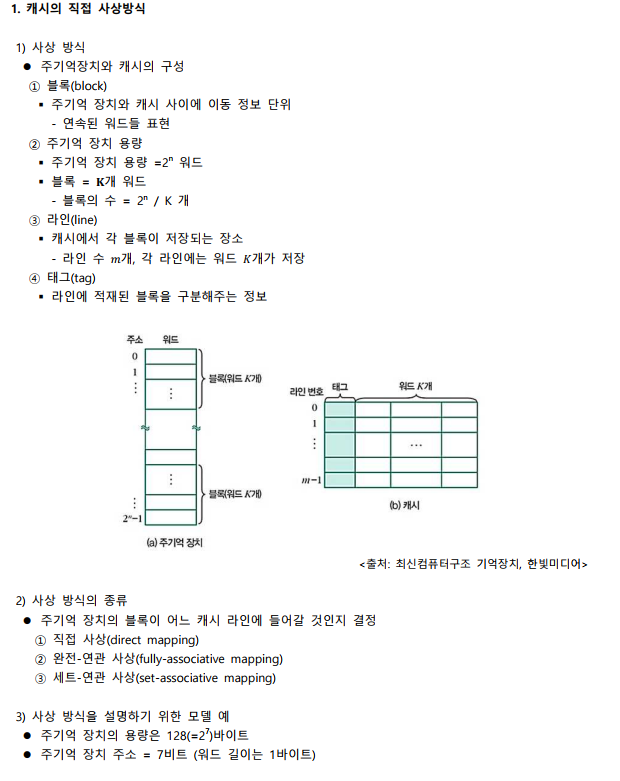 1. 캐시의 직접 사상방식
1) 사상 방식
● 주기억장치와 캐시의 구성
① 블록(block)
▪ 주기억 장치와 캐시 사이에 이동 정보 단위
- 연속된 워드들 표현
② 주기억 장치 용량
▪ 주기억 장치 용량 =2ⁿ 워드
▪ 블록 = K개 워드
- 블록의 수 = 2ⁿ / K 개
③ 라인(line)
▪ 캐시에서 각 블록이 저장되는 장소
- 라인 수 m개, 각 라인에는 워드 K개가 저장
④ 태그(tag)
▪ 라인에 적재된 블록을 구분해주는 정보
주소 워드
0
1
⋮ ⋮
블록(워드 K개)
⋮
블록(워드 K개)
⋮
2ⁿ−1
(a) 주기억 장치
라인 번호 태그 워드 K개
0
1
⋮ ⋯
m−1
(b) 캐시
<출처: 최신컴퓨터구조 기억장치, 한빛미디어>
2) 사상 방식의 종류
● 주기억 장치의 블록이 어느 캐시 라인에 들어갈 것인지 결정
① 직접 사상(direct mapping)
② 완전-연관 사상(fully-associative mapping)
③ 세트-연관 사상(set-associative mapping)
3) 사상 방식을 설명하기 위한 모델 예
● 주기억 장치의 용량은 128(=2⁷)바이트
● 주기억 장치 주소 = 7비트 (워드 길이는 1바이트)